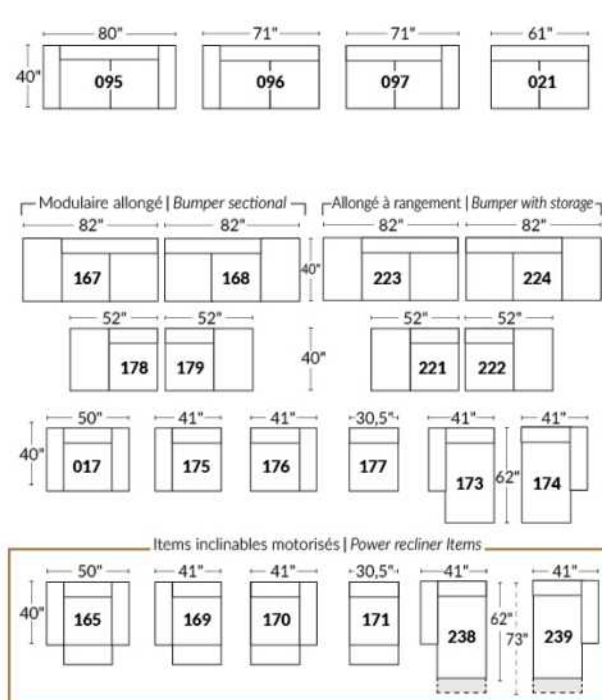 80" 71" 71" 61"
40" 095 096 097 021
Modulaire allongé | Bumper sectional Allongé à rangement | Bumper with storage
82" 82" 82" 82"
167 168 40" 223 224
52" 52" 52" 52"
178 179 40" 221 222
50" 41" 41" 30,5" 41" 41"
40" 017 175 176 177 173 62" 174
Items inclinables motorisés | Power recliner Items
50" 41" 41" 30,5" 41" 41"
40" 165 169 170 171 238 62" 73" 239